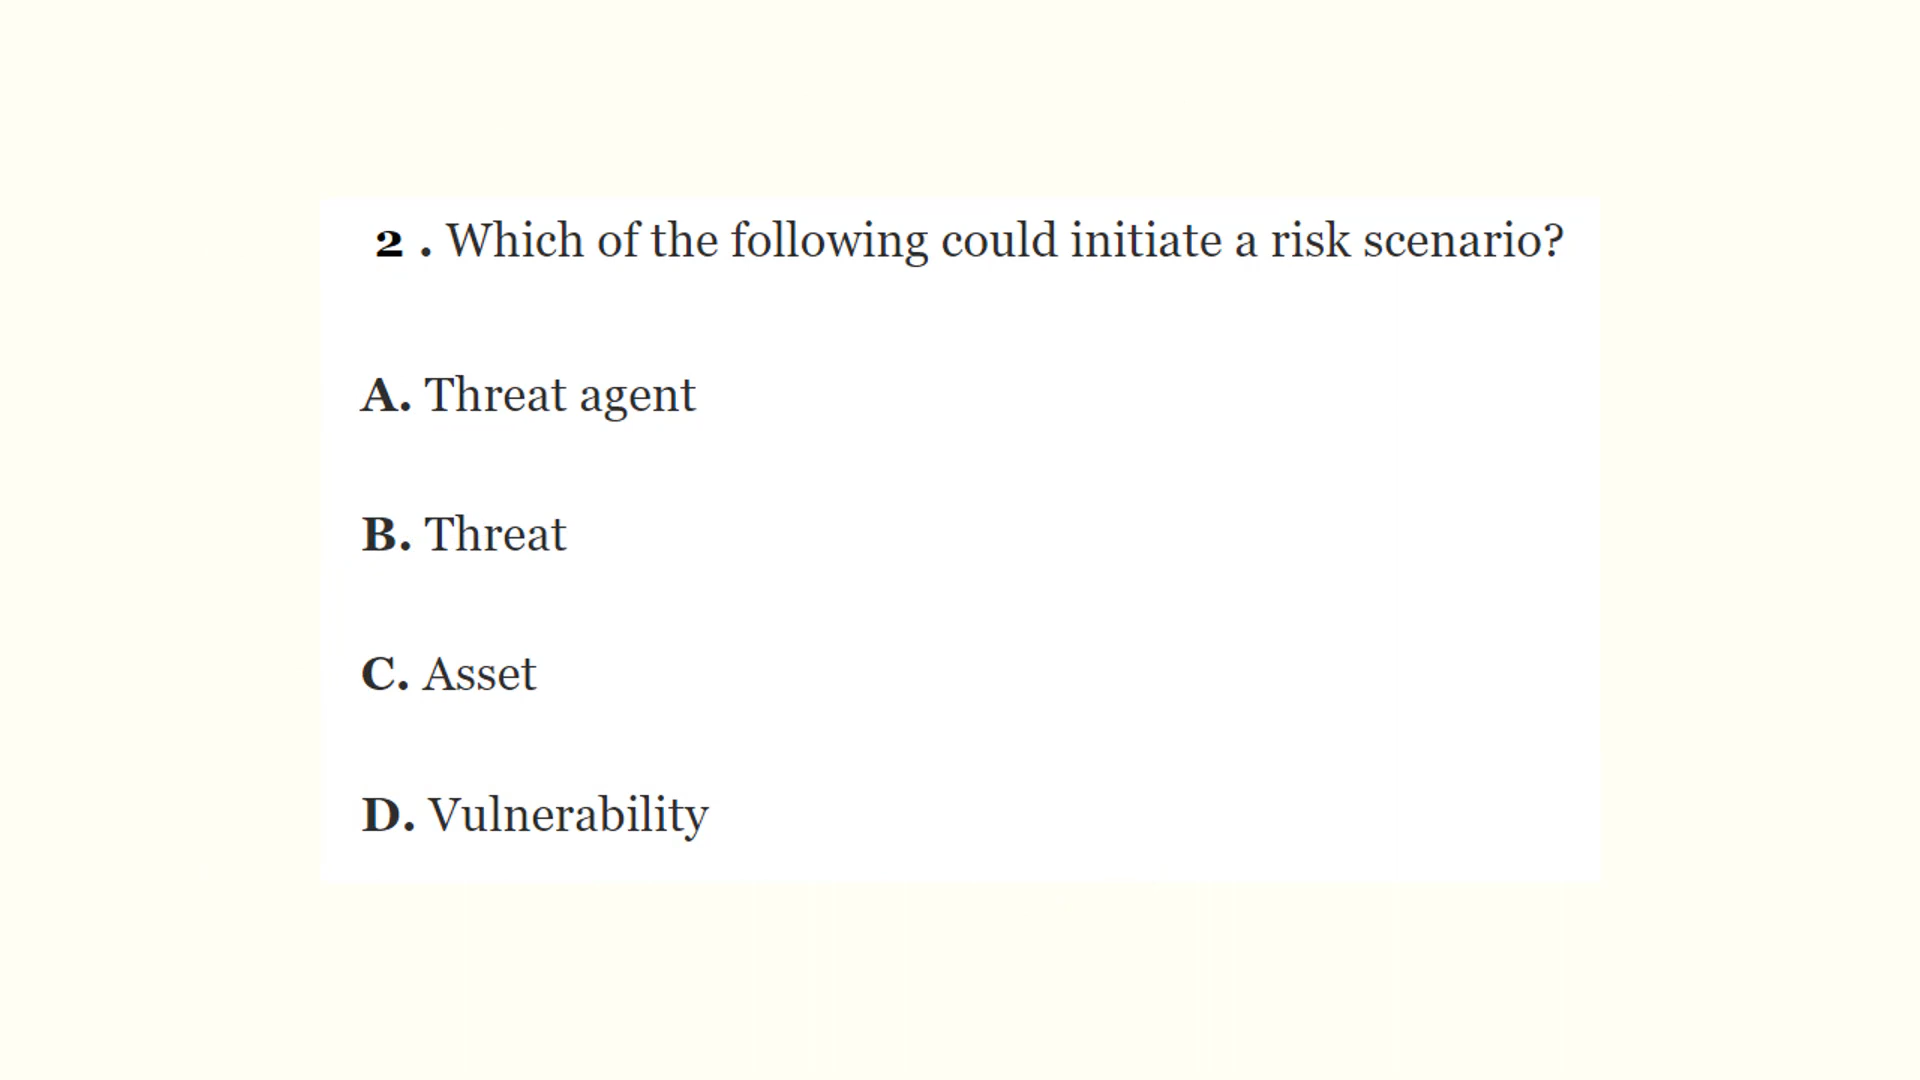 2 . Which of the following could initiate a risk scenario?
A. Threat agent
B. Threat
C. Asset
D. Vulnerability